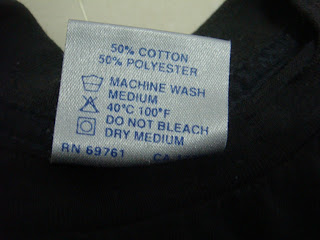 50% COTTON
50% POLYESTER
MACHINE WASH
MEDIUM
40°C 100°F
DO NOT BLEACH
DRY MEDIUM
RN 69761